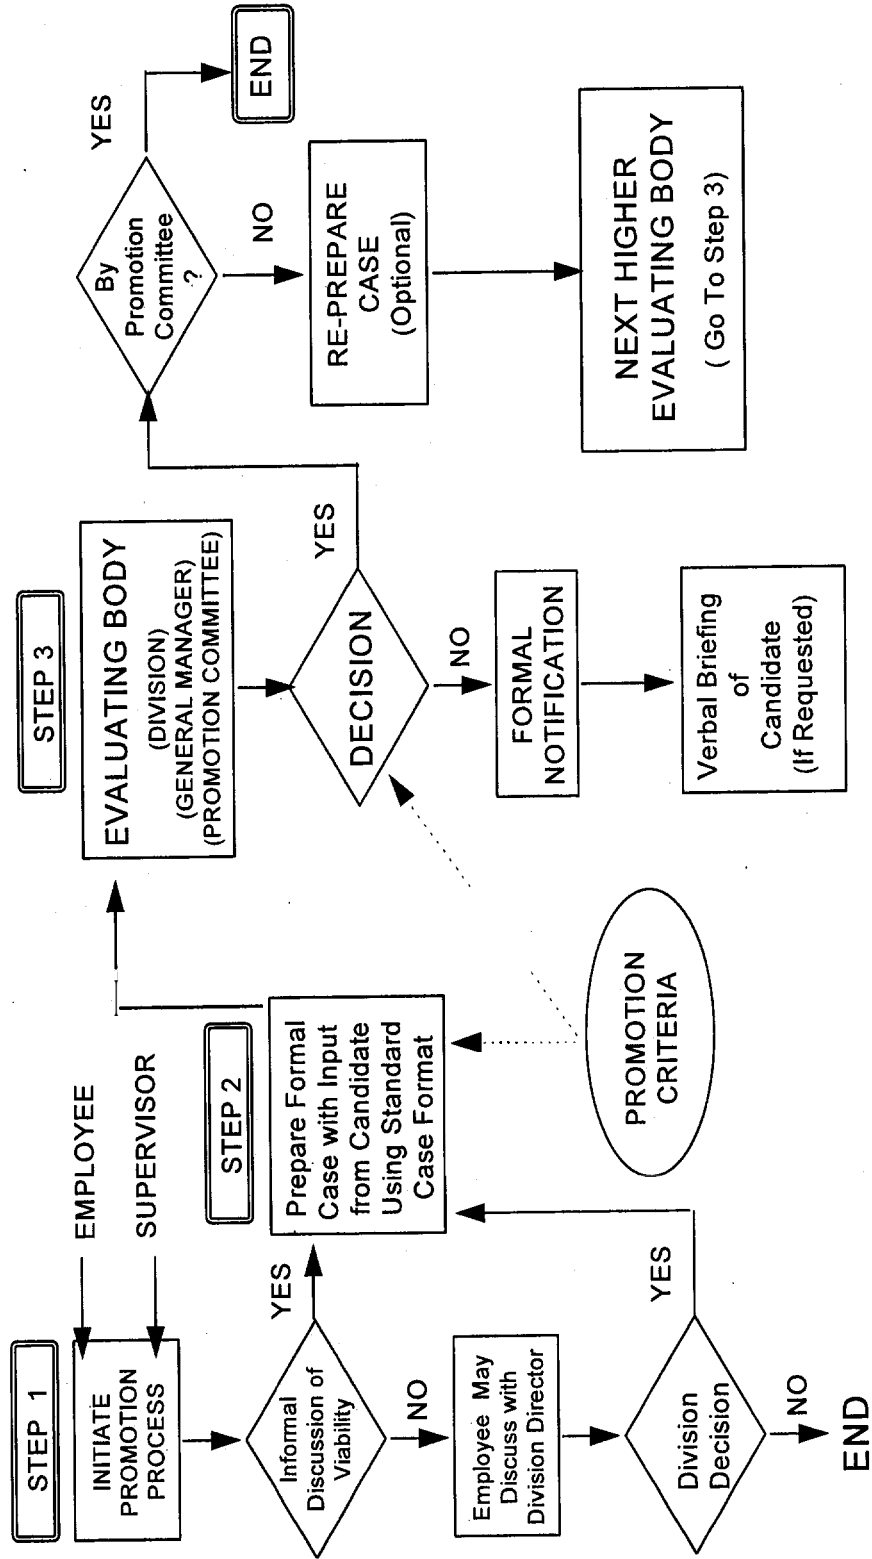 STEP 1
EMPLOYEE
SUPERVISOR
INITIATE
PROMOTION
PROCESS
Informal
Discussion of
Viability
YES
NO
Employee May
Discuss with
Division Director
Division
Decision
YES
NO
END
STEP 2
Prepare Formal
Case with Input
from Candidate
Using Standard
Case Format
PROMOTION
CRITERIA
STEP 3
EVALUATING BODY
(DIVISION)
(GENERAL MANAGER)
(PROMOTION COMMITTEE)
DECISION
YES
NO
FORMAL
NOTIFICATION
Verbal Briefing
of
Candidate
(If Requested)
By
Promotion
Committee
?
YES
END
NO
RE-PREPARE
CASE
(Optional)
NEXT HIGHER
EVALUATING BODY
( Go To Step 3)